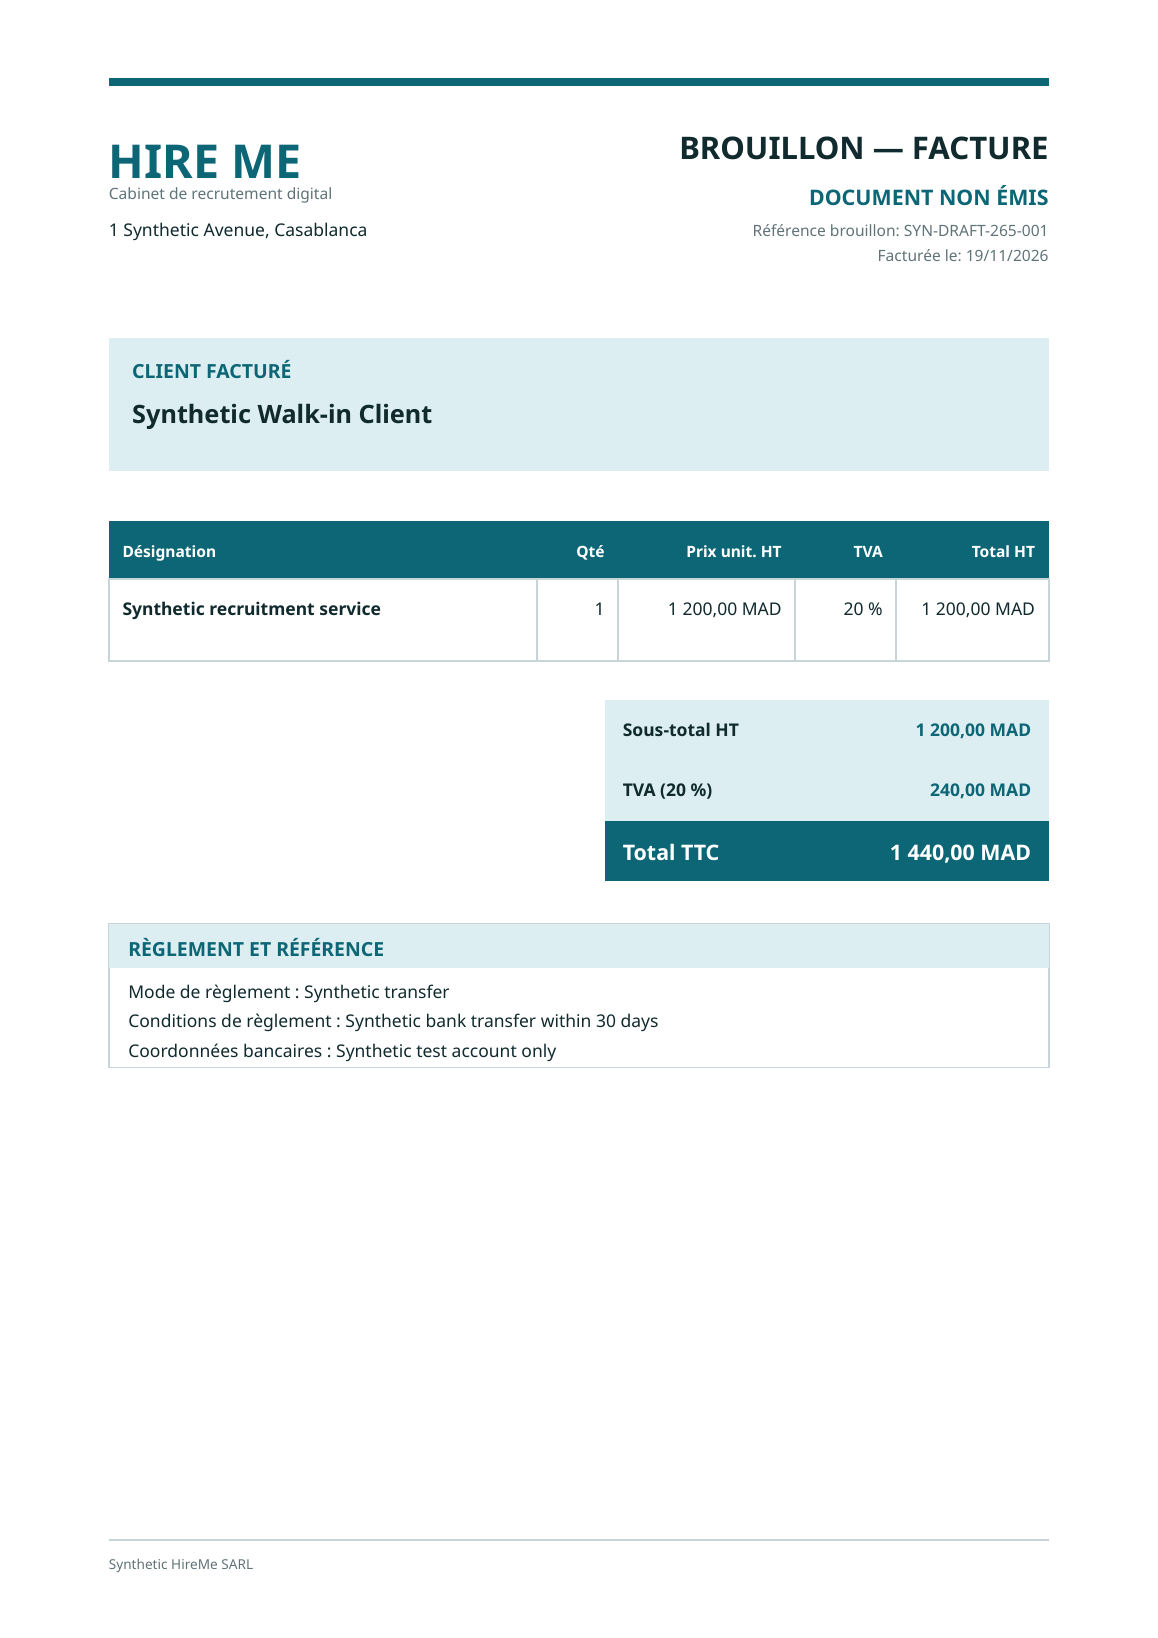 HIRE ME
Cabinet de recrutement digital
1 Synthetic Avenue, Casablanca
BROUILLON — FACTURE
DOCUMENT NON ÉMIS
Référence brouillon: SYN-DRAFT-265-001
Facturée le: 19/11/2026
CLIENT FACTURÉ
Synthetic Walk-in Client
Désignation Qté Prix unit. HT TVA Total HT
Synthetic recruitment service 1 1 200,00 MAD 20 % 1 200,00 MAD
Sous-total HT 1 200,00 MAD
TVA (20 %) 240,00 MAD
Total TTC 1 440,00 MAD
RÈGLEMENT ET RÉFÉRENCE
Mode de règlement : Synthetic transfer
Conditions de règlement : Synthetic bank transfer within 30 days
Coordonnées bancaires : Synthetic test account only
Synthetic HireMe SARL